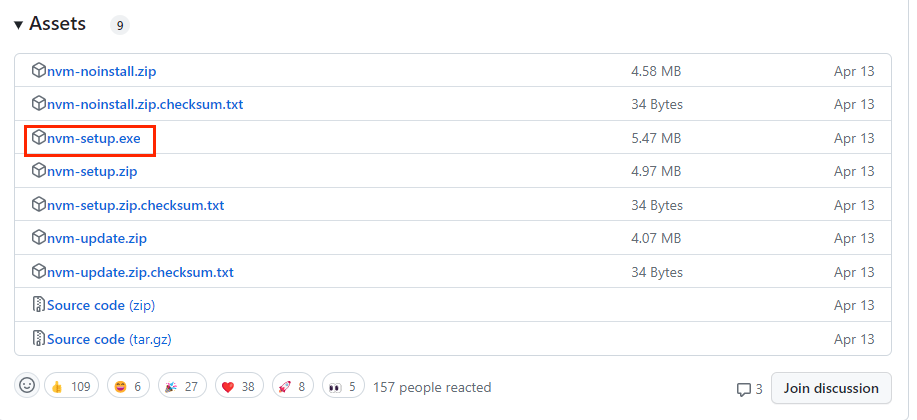 Assets 9
nvm-noinstall.zip 4.58 MB Apr 13
nvm-noinstall.zip.checksum.txt 34 Bytes Apr 13
nvm-setup.exe 5.47 MB Apr 13
nvm-setup.zip 4.97 MB Apr 13
nvm-setup.zip.checksum.txt 34 Bytes Apr 13
nvm-update.zip 4.07 MB Apr 13
nvm-update.zip.checksum.txt 34 Bytes Apr 13
Source code (zip) Apr 13
Source code (tar.gz) Apr 13
109 6 27 38 8 5 157 people reacted 3 Join discussion